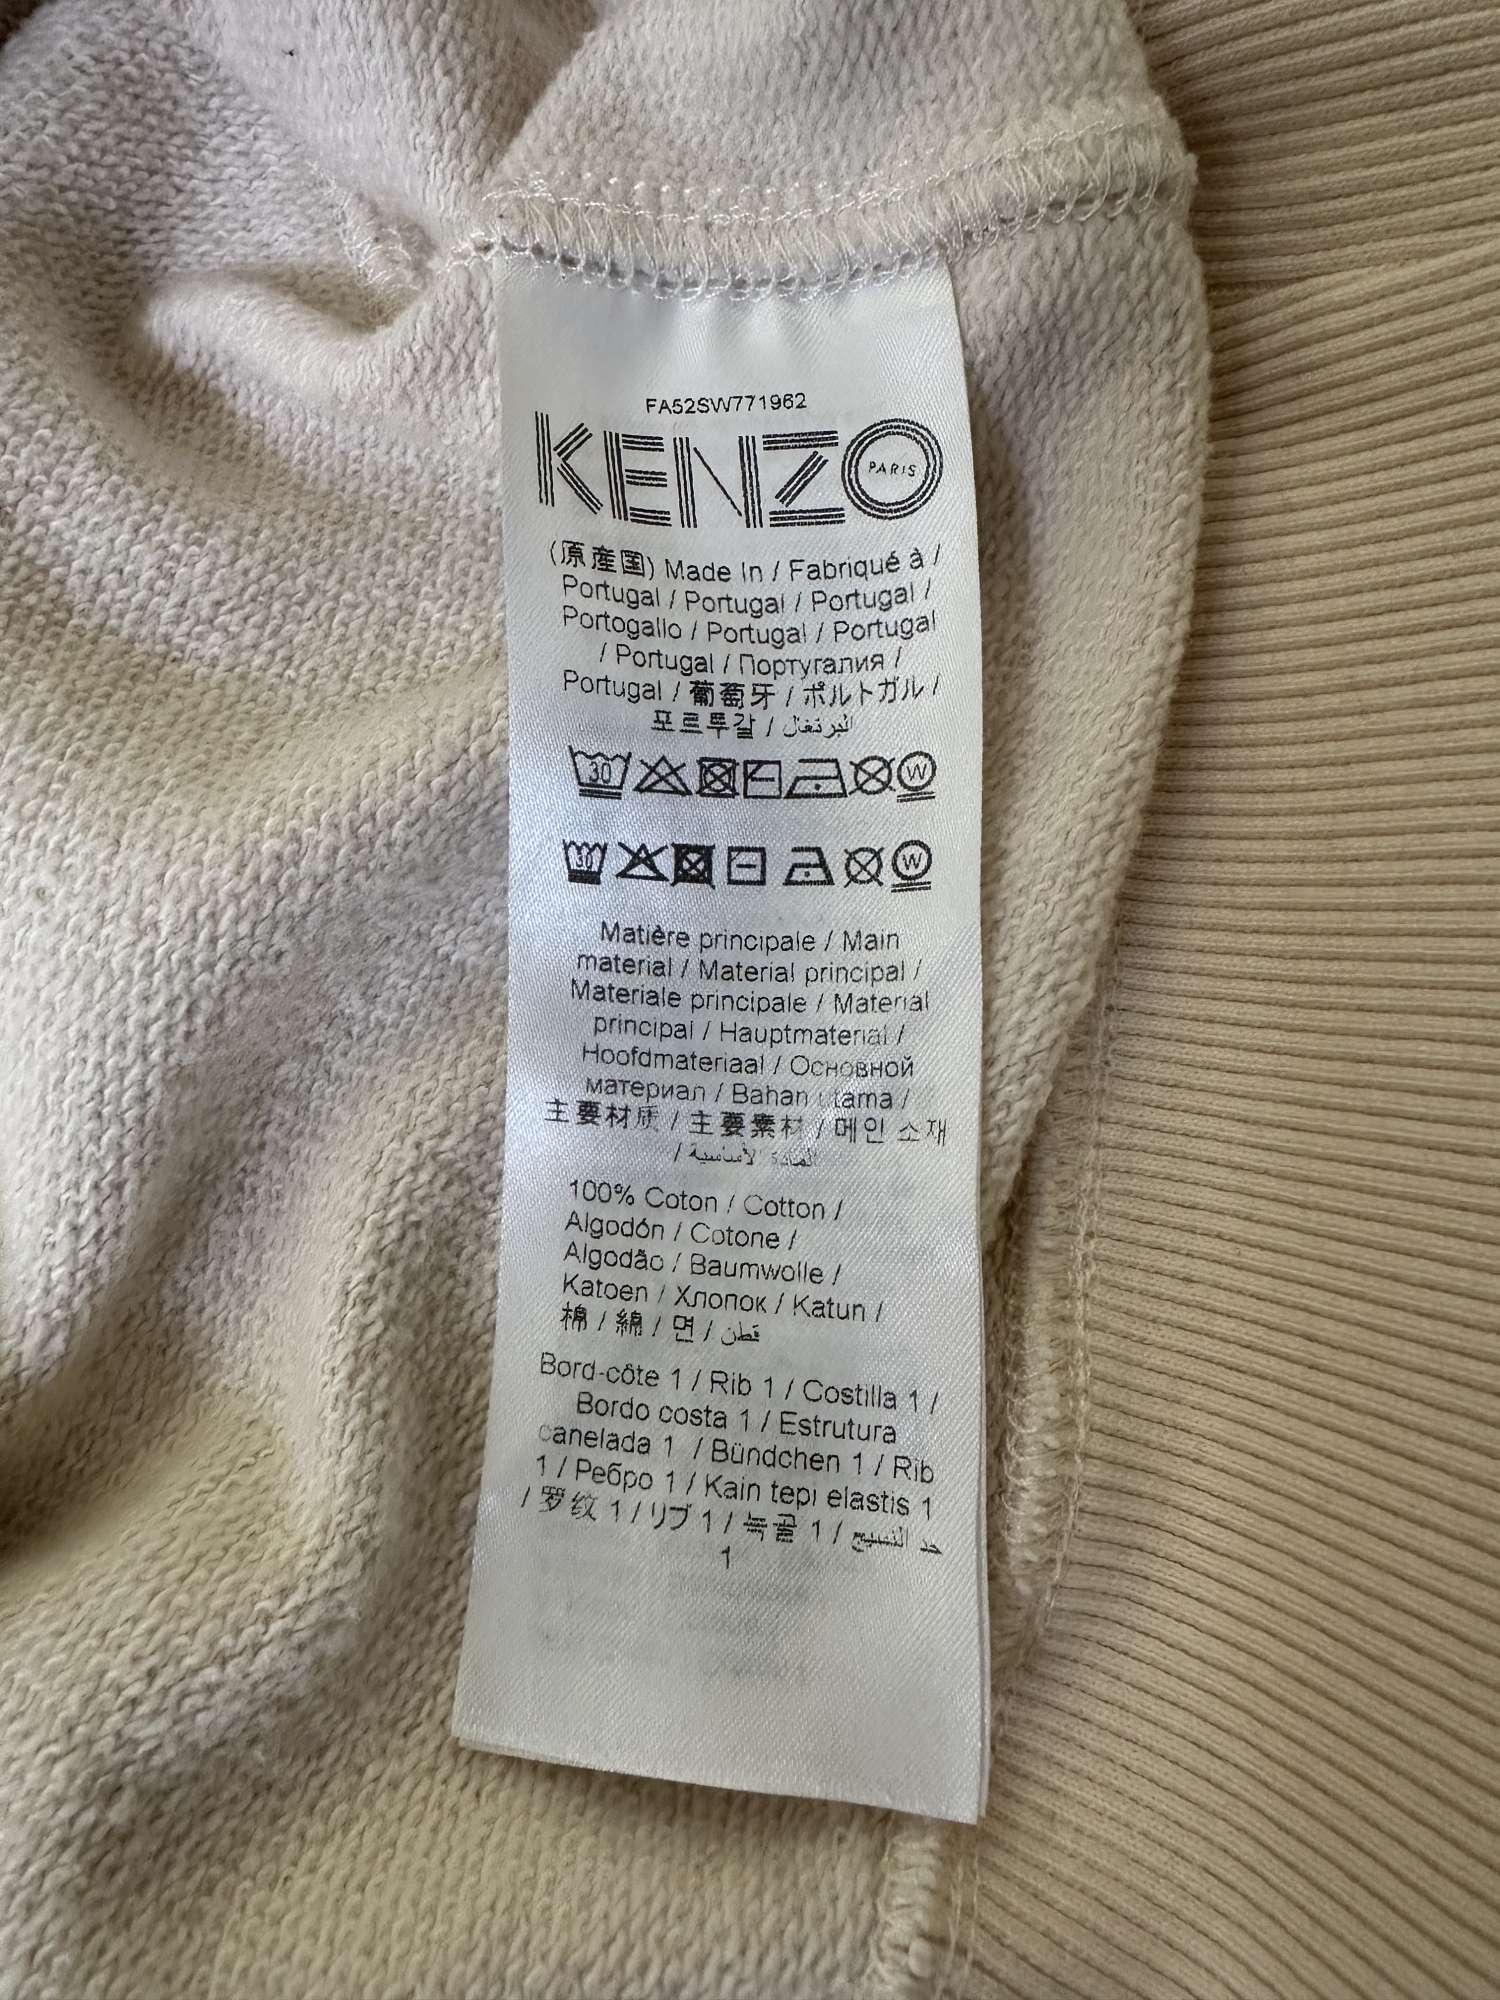 FA52SW771962
KENZO
PARIS
(原産国) Made In / Fabriqué à /
Portugal / Portugal / Portugal /
Portogallo / Portugal / Portugal
/ Portugal / Португалия /
Portugal / 葡萄牙 / ポルトガル /
포르투갈 / البرتغال
30 W
30 W
Matière principale / Main
material / Material principal /
Materiale principale / Material
principal / Hauptmaterial /
Hoofdmateriaal / Основной
материал / Bahan utama /
主要材质 / 主要素材 / 메인 소재
/ المادة الأساسية
100% Coton / Cotton /
Algodón / Cotone /
Algodão / Baumwolle /
Katoen / Хлопок / Katun /
棉 / 綿 / 면 / قطن
Bord-côte 1 / Rib 1 / Costilla 1 /
Bordo costa 1 / Estrutura
canelada 1 / Bündchen 1 / Rib
1 / Ребро 1 / Kain tepi elastis 1
/ 罗纹 1 / リブ 1 / 늑골 1 /
1